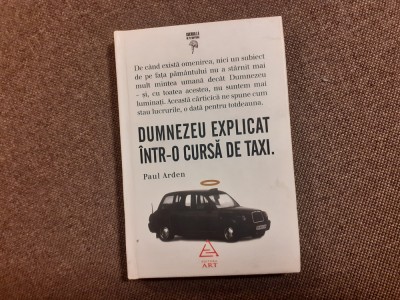 De când există omenirea, nici un subiect
de pe fața pământului nu a stârnit mai
mult mintea umană decât Dumnezeu
– și, cu toatea acestea, nu suntem mai
luminați. Această cărticică ne spune cum
stau lucrurile, o dată pentru totdeauna.
DUMNEZEU EXPLICAT
ÎNTR-O CURSĂ DE TAXI.
Paul Arden
ART